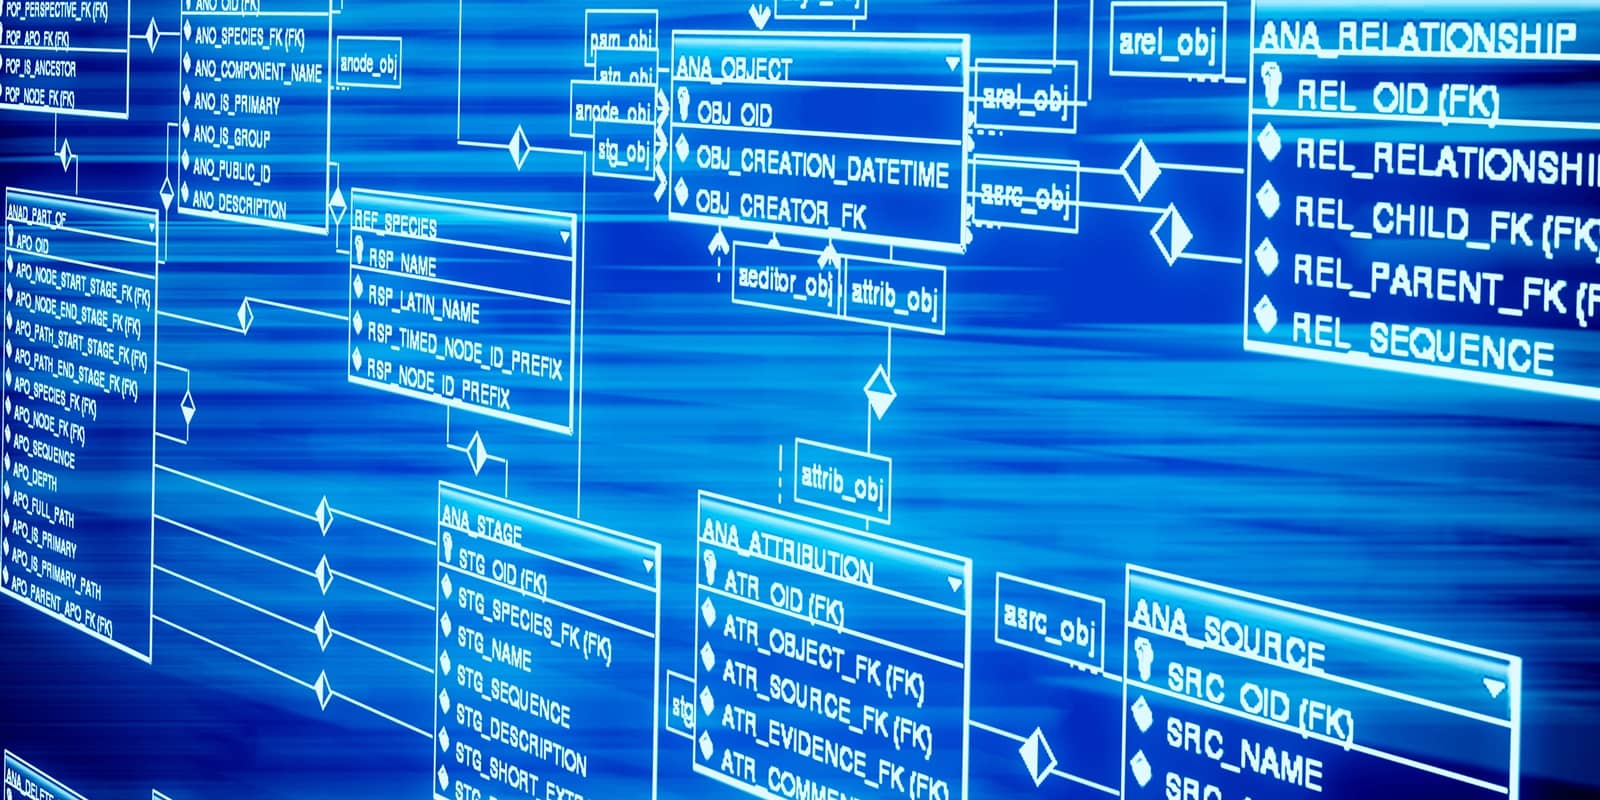 POP_PERSPECTIVE_FK (FK)
POP_APO_FK (FK)
POP_IS_ANCESTOR
POP_NODE_FK (FK)
ANO_OID (FK)
ANO_SPECIES_FK (FK)
ANO_COMPONENT_NAME
ANO_IS_PRIMARY
ANO_IS_GROUP
ANO_PUBLIC_ID
ANO_DESCRIPTION
anode_obj
pam_obj
stg_obj
anode_obj
stg_obj
ANA_OBJECT
OBJ_OID
OBJ_CREATION_DATETIME
OBJ_CREATOR_FK
arel_obj
asrc_obj
arel_obj
ANA_RELATIONSHIP
REL_OID (FK)
REL_RELATIONSHI
REL_CHILD_FK (FK)
REL_PARENT_FK (F
REL_SEQUENCE
ANAD_PART_OF
APO_OID
APO_NODE_START_STAGE_FK (FK)
APO_NODE_END_STAGE_FK (FK)
APO_PATH_START_STAGE_FK (FK)
APO_PATH_END_STAGE_FK (FK)
APO_SPECIES_FK (FK)
APO_NODE_FK (FK)
APO_SEQUENCE
APO_DEPTH
APO_FULL_PATH
APO_IS_PRIMARY
APO_IS_PRIMARY_PATH
APO_PARENT_APO_FK (FK)
REF_SPECIES
RSP_NAME
RSP_LATIN_NAME
RSP_TIMED_NODE_ID_PREFIX
RSP_NODE_ID_PREFIX
aeditor_obj
attrib_obj
attrib_obj
ANA_STAGE
STG_OID (FK)
STG_SPECIES_FK (FK)
STG_NAME
STG_SEQUENCE
STG_DESCRIPTION
STG_SHORT_EXT
stg
ANA_ATTRIBUTION
ATR_OID (FK)
ATR_OBJECT_FK (FK)
ATR_SOURCE_FK (FK)
ATR_EVIDENCE_FK (FK)
ATR_COMMEN
asrc_obj
ANA_SOURCE
SRC_OID (FK)
SRC_NAME
ANA_DELETE